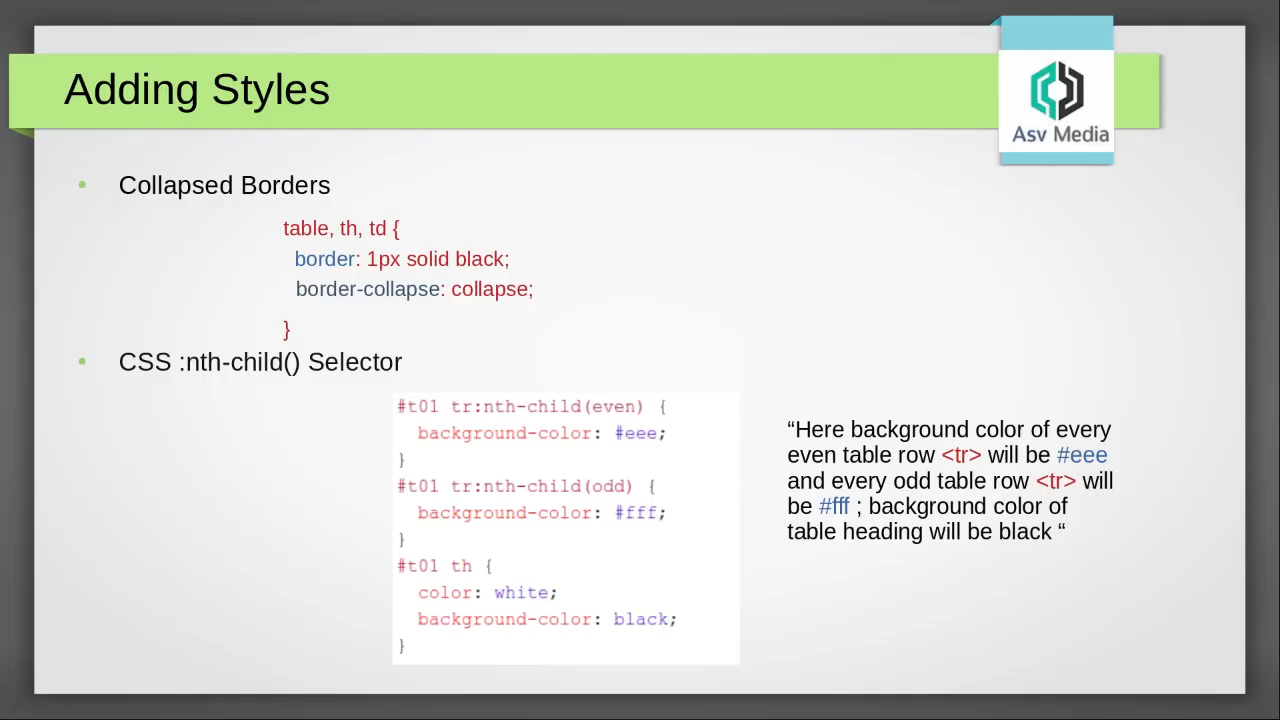 Adding Styles
Asv Media
• Collapsed Borders
table, th, td {
border: 1px solid black;
border-collapse: collapse;
}
• CSS :nth-child() Selector
#t01 tr:nth-child(even) {
background-color: #eee;
}
#t01 tr:nth-child(odd) {
background-color: #fff;
}
#t01 th {
color: white;
background-color: black;
}
“Here background color of every
even table row <tr> will be #eee
and every odd table row <tr> will
be #fff ; background color of
table heading will be black “